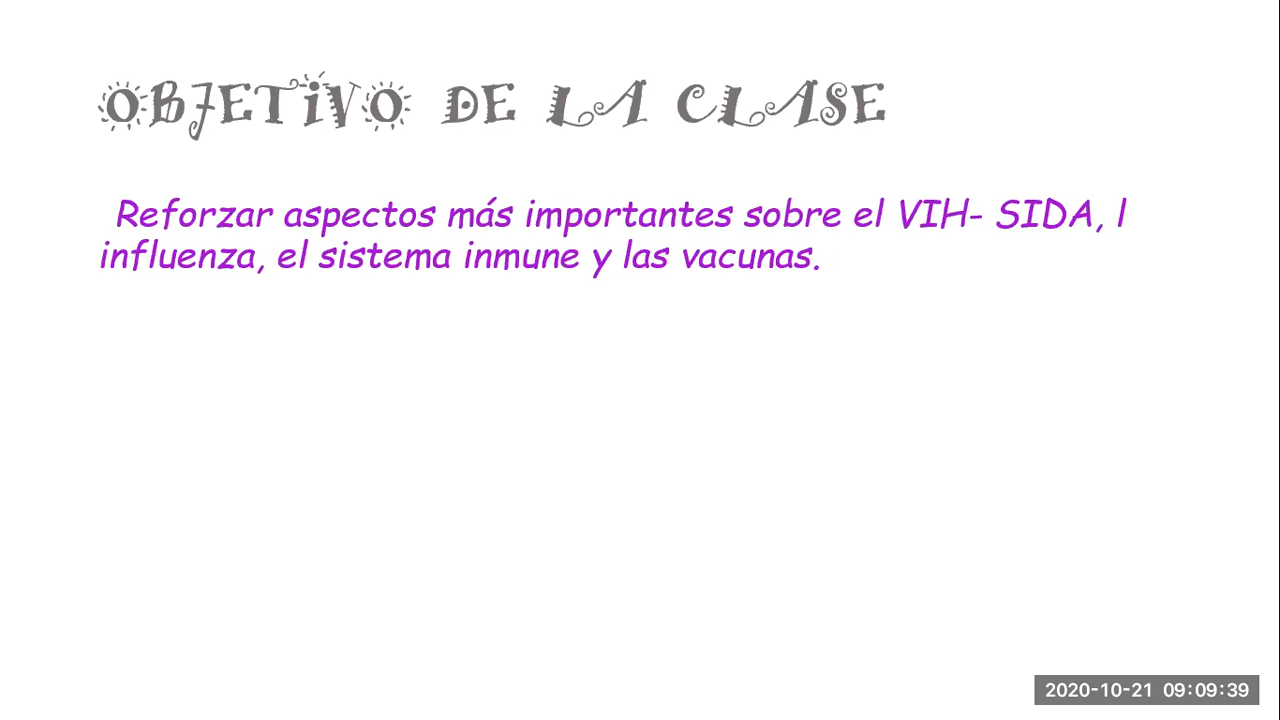 OBJETIVO DE LA CLASE
Reforzar aspectos más importantes sobre el VIH- SIDA, l
influenza, el sistema inmune y las vacunas.
2020-10-21 09:09:39